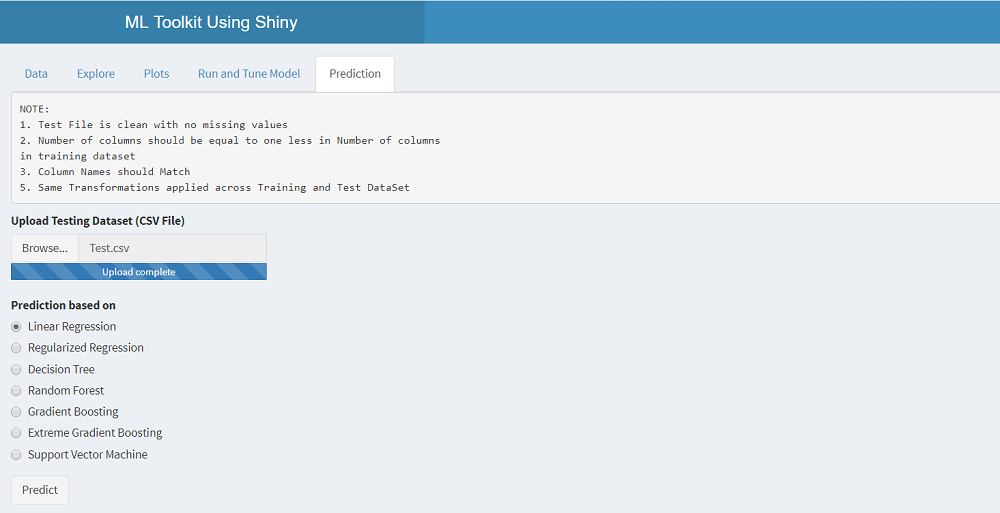 ML Toolkit Using Shiny
Data Explore Plots Run and Tune Model Prediction
NOTE:
1. Test File is clean with no missing values
2. Number of columns should be equal to one less in Number of columns
in training dataset
3. Column Names should Match
5. Same Transformations applied across Training and Test DataSet
Upload Testing Dataset (CSV File)
Browse... Test.csv
Upload complete
Prediction based on
Linear Regression
Regularized Regression
Decision Tree
Random Forest
Gradient Boosting
Extreme Gradient Boosting
Support Vector Machine
Predict